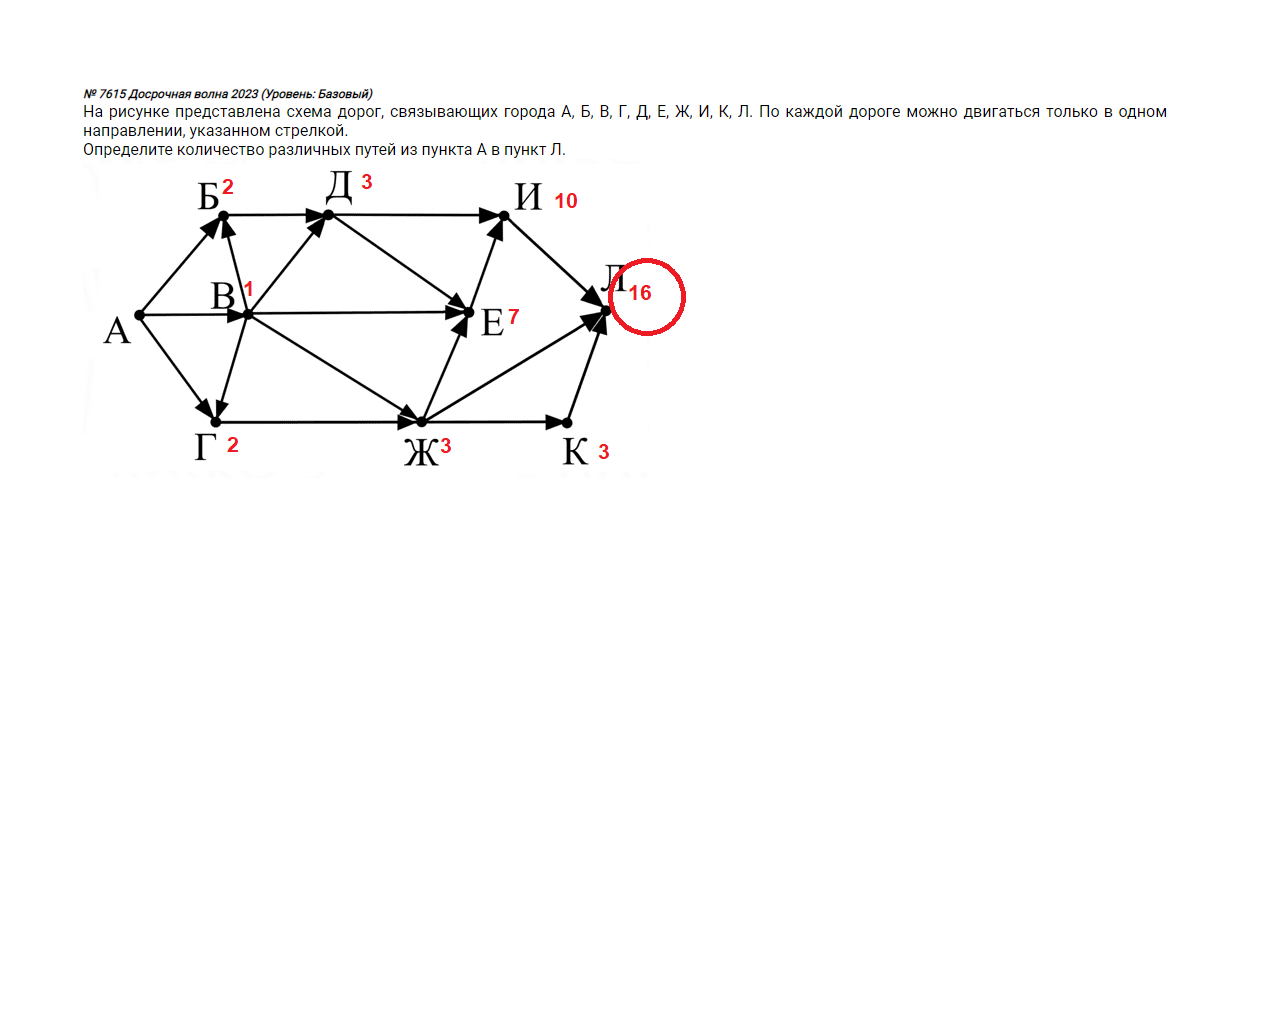 № 7615 Досрочная волна 2023 (Уровень: Базовый)
На рисунке представлена схема дорог, связывающих города А, Б, В, Г, Д, Е, Ж, И, К, Л. По каждой дороге можно двигаться только в одном
направлении, указанном стрелкой.
Определите количество различных путей из пункта А в пункт Л.
Б 2
Д 3
И 10
В 1
Л 16
А
Е 7
Г 2
Ж 3
К 3